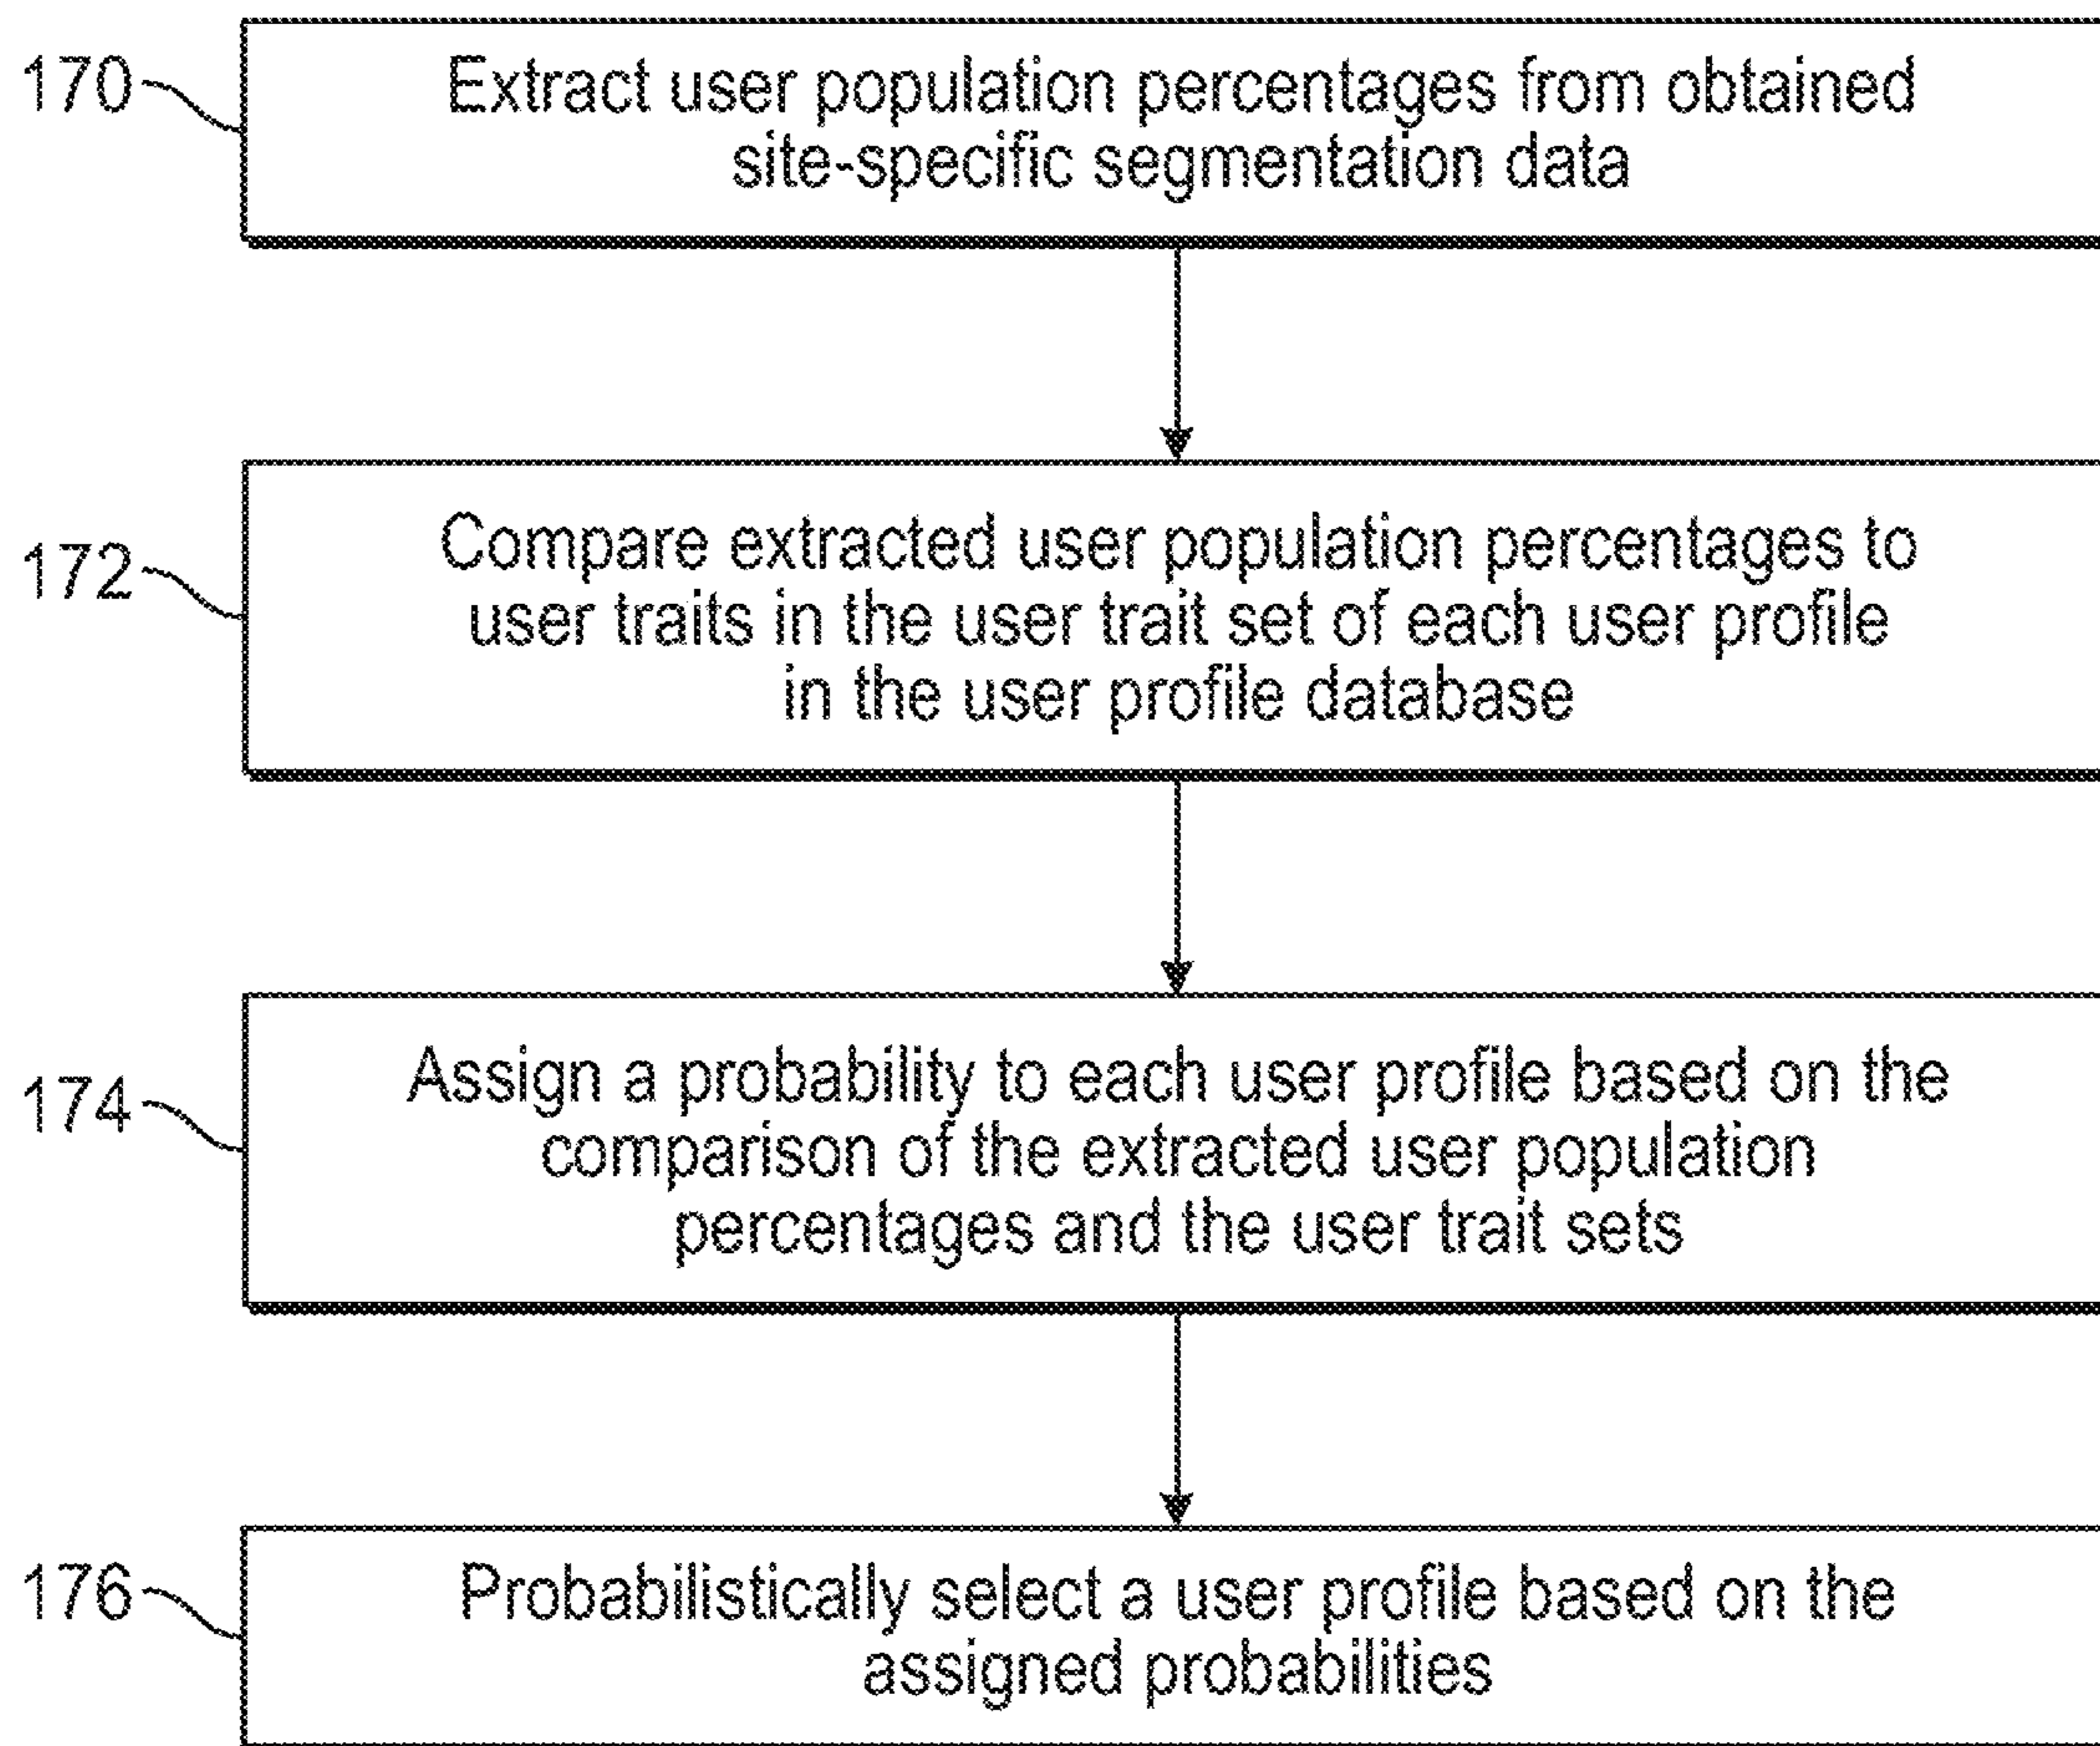 170
Extract user population percentages from obtained
site-specific segmentation data
172
Compare extracted user population percentages to
user traits in the user trait set of each user profile
in the user profile database
174
Assign a probability to each user profile based on the
comparison of the extracted user population
percentages and the user trait sets
176
Probabilistically select a user profile based on the
assigned probabilities